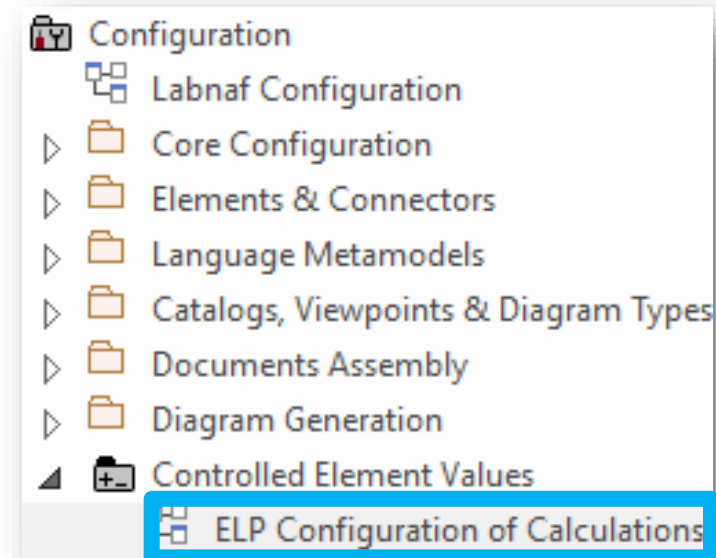 Configuration
Labnaf Configuration
Core Configuration
Elements & Connectors
Language Metamodels
Catalogs, Viewpoints & Diagram Types
Documents Assembly
Diagram Generation
Controlled Element Values
ELP Configuration of Calculations